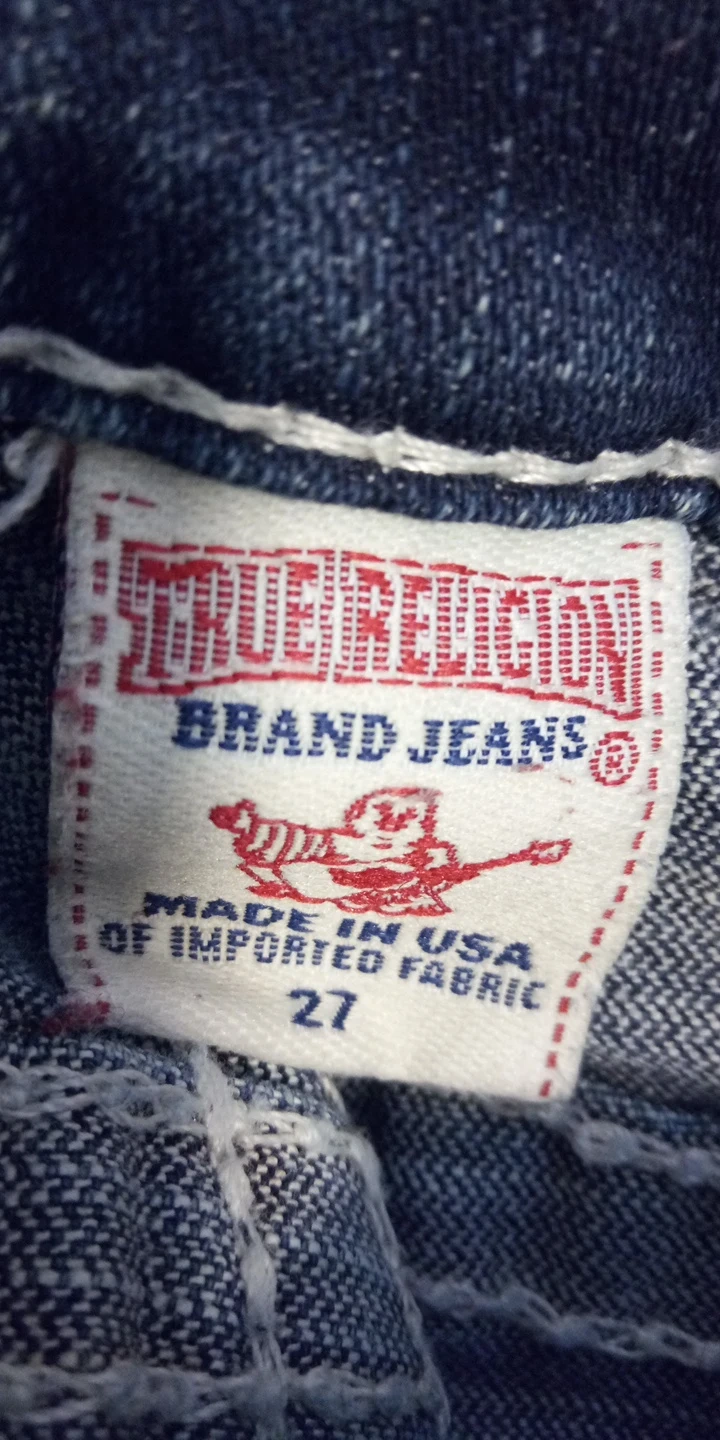 TRUE RELIGION
BRAND JEANS®
MADE IN USA
OF IMPORTED FABRIC
27